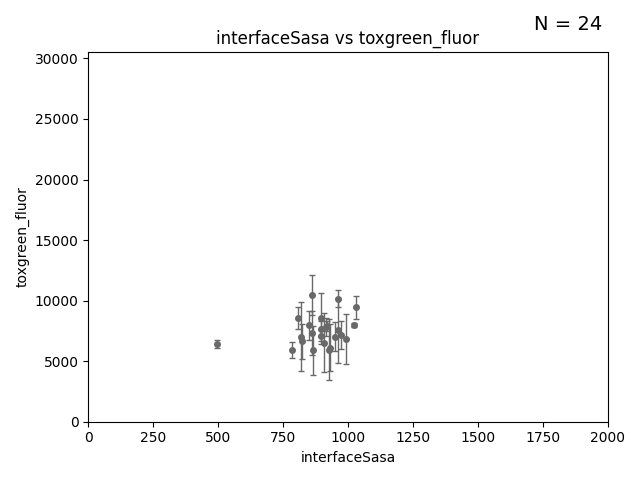 N = 24
interfaceSasa vs toxgreen_fluor
30000
25000
20000
15000
10000
5000
0
toxgreen_fluor
0 250 500 750 1000 1250 1500 1750 2000
interfaceSasa